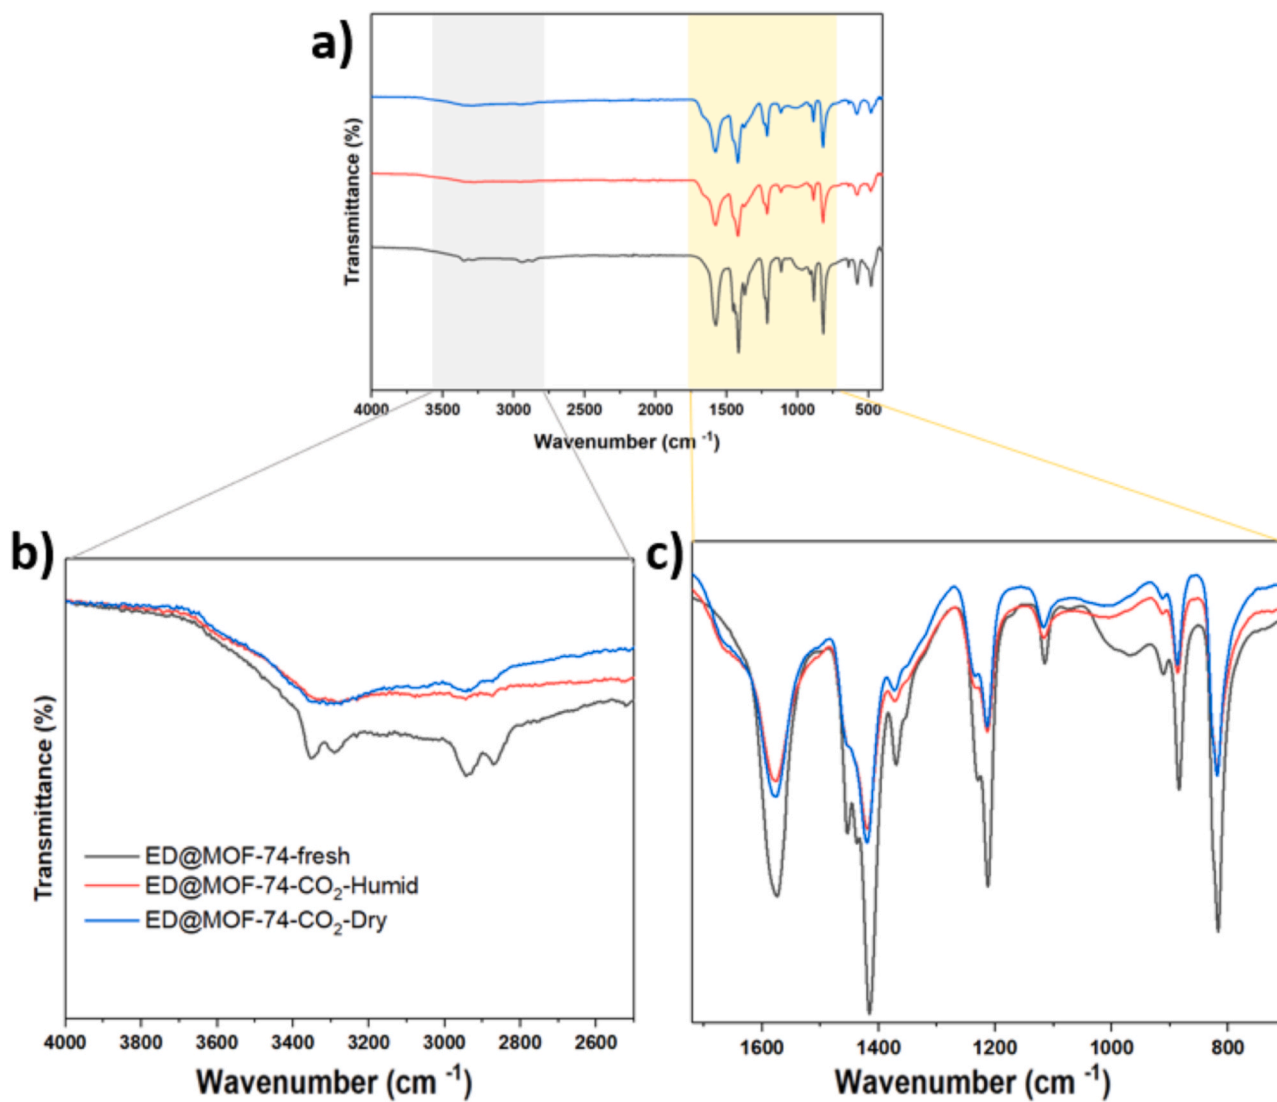 a)
Transmittance (%)
4000 3500 3000 2500 2000 1500 1000 500
Wavenumber (cm -1)
b)
Transmittance (%)
ED@MOF-74-fresh
ED@MOF-74-CO2-Humid
ED@MOF-74-CO2-Dry
4000 3800 3600 3400 3200 3000 2800 2600
Wavenumber (cm -1)
c)
1600 1400 1200 1000 800
Wavenumber (cm -1)